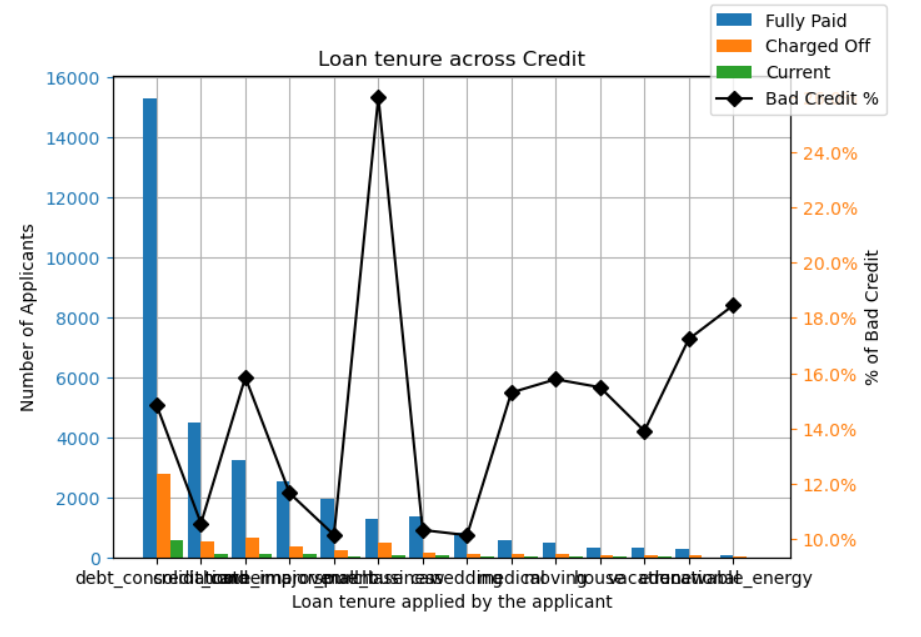 Fully Paid
Charged Off
Current
Bad Credit %
Loan tenure across Credit
16000
14000
12000
10000
8000
6000
4000
2000
0
24.0%
22.0%
20.0%
18.0%
16.0%
14.0%
12.0%
10.0%
Number of Applicants
% of Bad Credit
wedding medical moving house renewable_energy
Loan tenure applied by the applicant